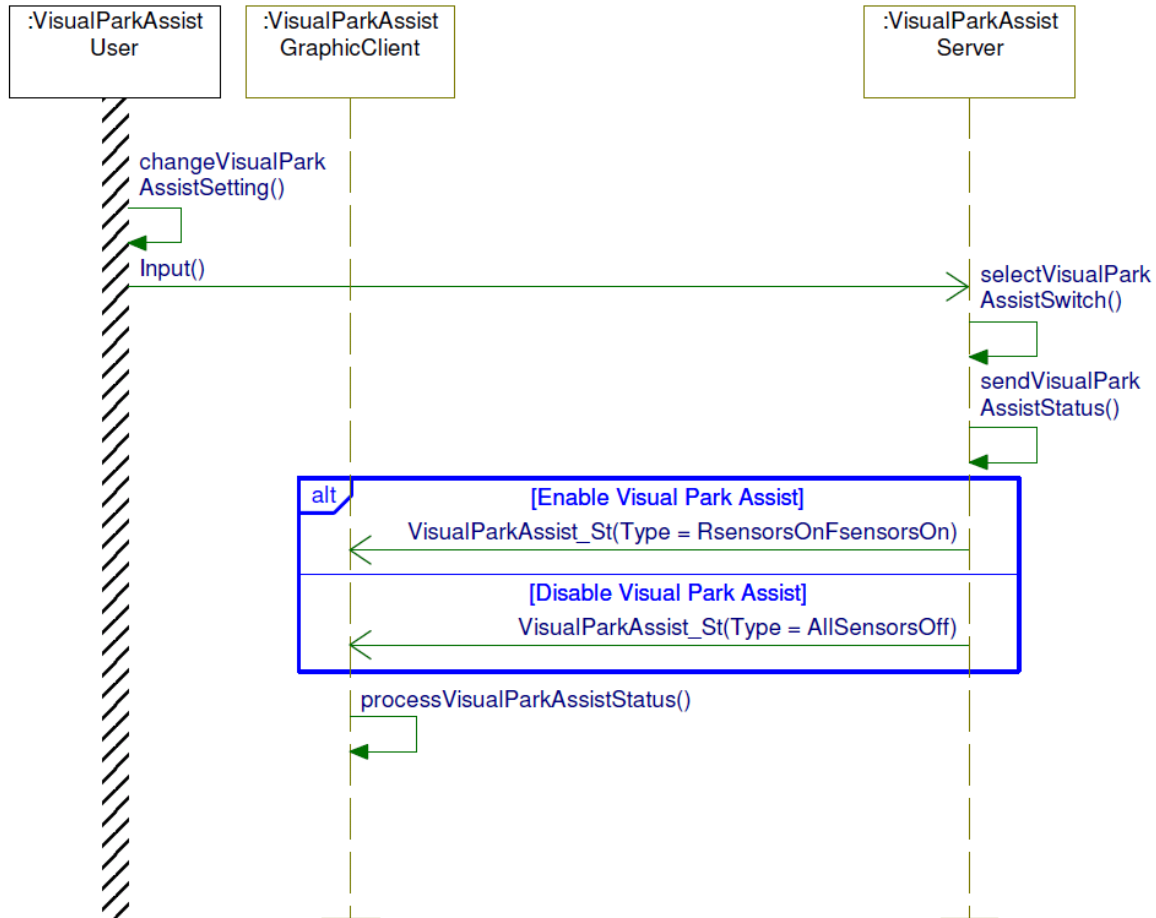 :VisualParkAssist
User
:VisualParkAssist
GraphicClient
:VisualParkAssist
Server
changeVisualPark
AssistSetting()
Input()
selectVisualPark
AssistSwitch()
sendVisualPark
AssistStatus()
alt
[Enable Visual Park Assist]
VisualParkAssist_St(Type = RsensorsOnFsensorsOn)
[Disable Visual Park Assist]
VisualParkAssist_St(Type = AllSensorsOff)
processVisualParkAssistStatus()